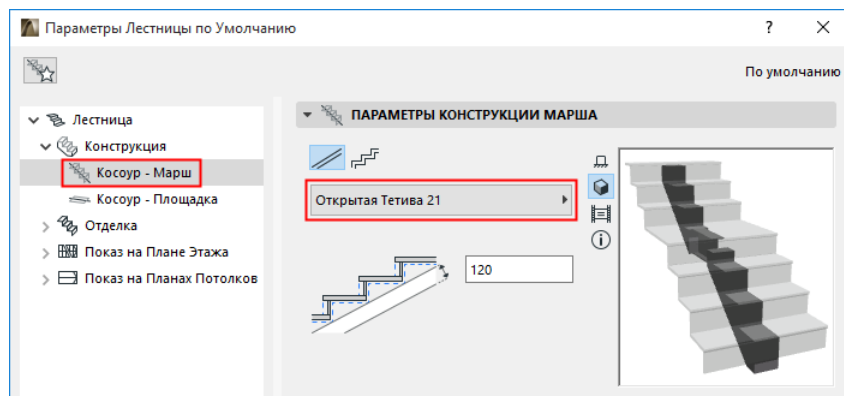 Параметры Лестницы по Умолчанию ? X
По умолчанию
Лестница
Конструкция
Косоур - Марш
Косоур - Площадка
Отделка
Показ на Плане Этажа
Показ на Планах Потолков
ПАРАМЕТРЫ КОНСТРУКЦИИ МАРША
Открытая Тетива 21
120